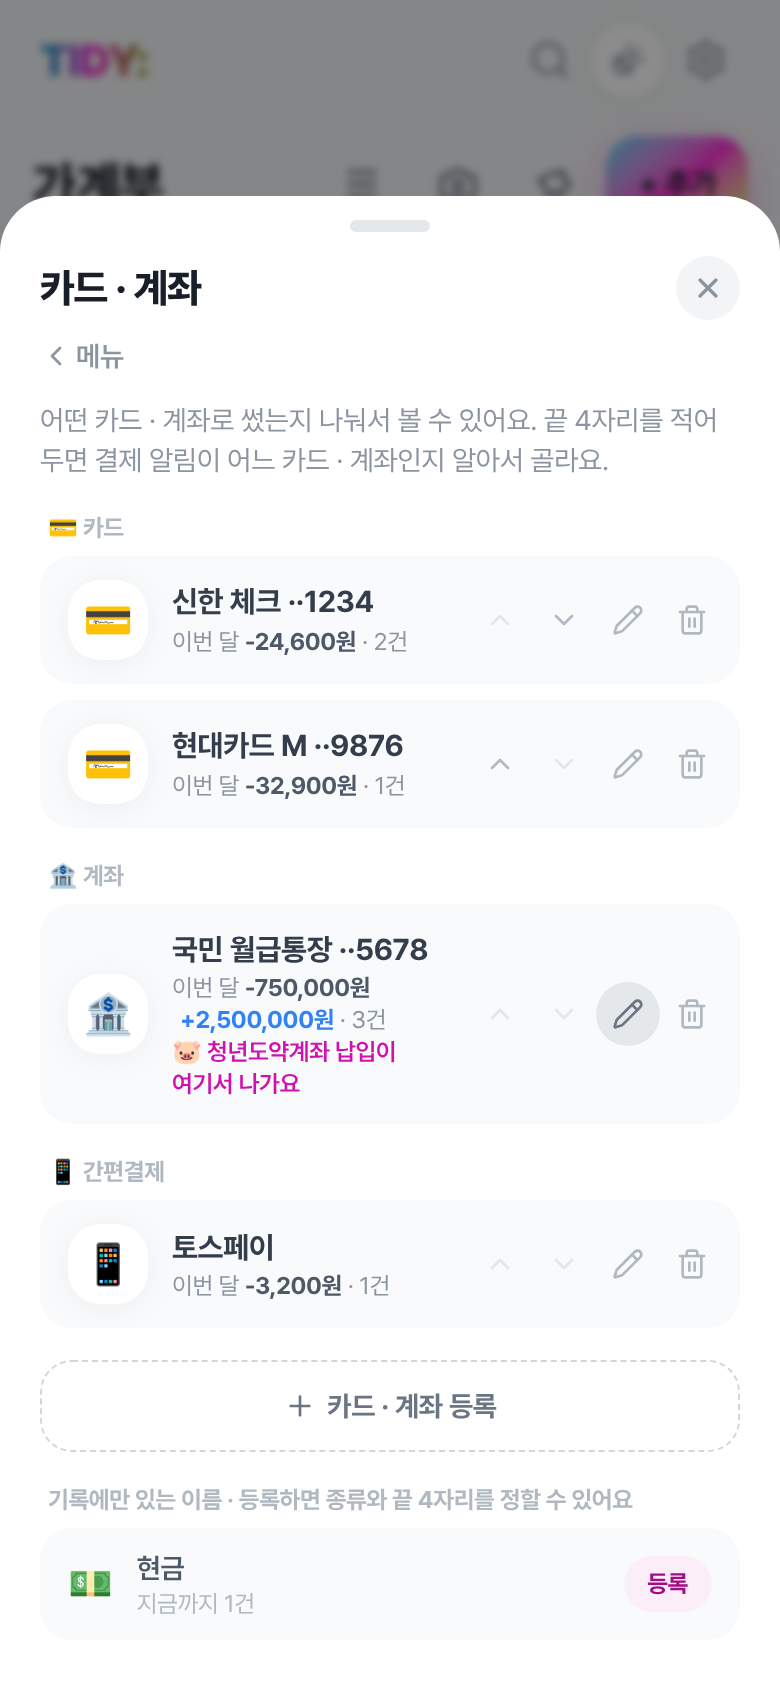 TIDY:
가계부
+ 추가
카드 · 계좌
메뉴
어떤 카드 · 계좌로 썼는지 나눠서 볼 수 있어요. 끝 4자리를 적어
두면 결제 알림이 어느 카드 · 계좌인지 알아서 골라요.
카드
신한 체크 ··1234
이번 달 -24,600원 · 2건
현대카드 M ··9876
이번 달 -32,900원 · 1건
계좌
국민 월급통장 ··5678
이번 달 -750,000원
+2,500,000원 · 3건
청년도약계좌 납입이
여기서 나가요
간편결제
토스페이
이번 달 -3,200원 · 1건
+ 카드 · 계좌 등록
기록에만 있는 이름 · 등록하면 종류와 끝 4자리를 정할 수 있어요
현금
지금까지 1건
등록